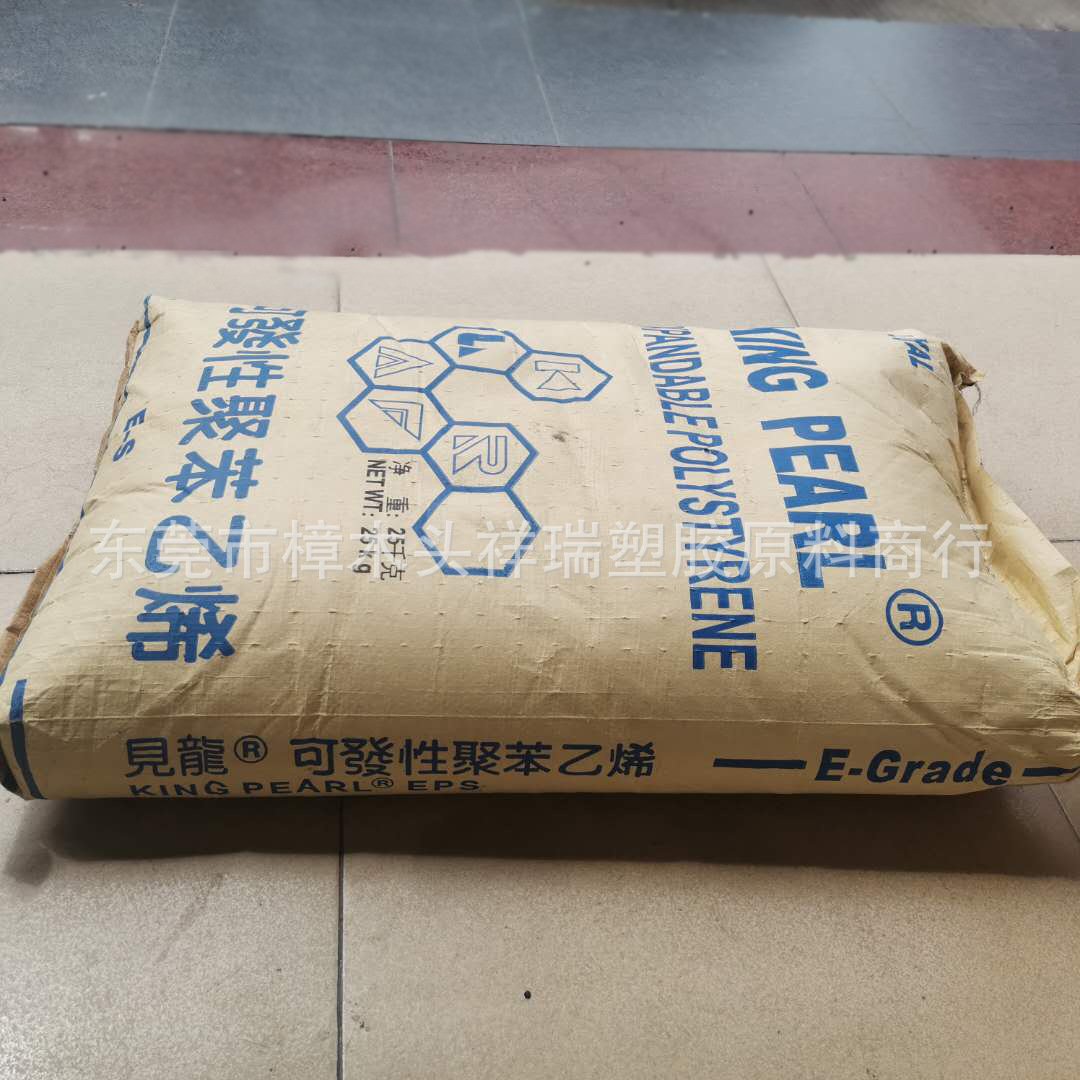 KING PEARL®
XPANDABLE POLYSTYRENE
K
L
A
F
R
净 重: 25千克
NET WT: 25Kg
發性聚苯乙烯
E-S
見龍® 可發性聚苯乙烯
KING PEARL® EPS
E-Grade
东莞市樟木头祥瑞塑胶原料商行